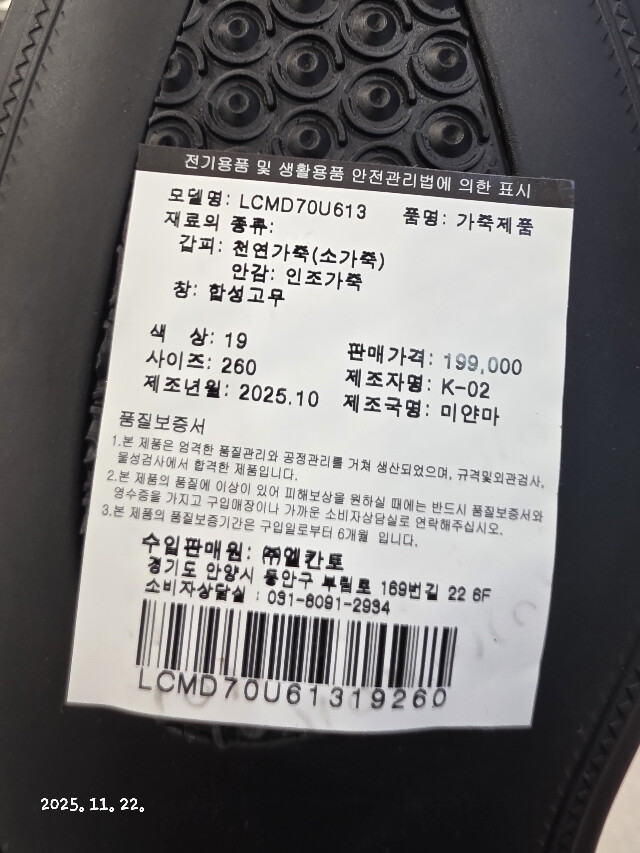 전기용품 및 생활용품 안전관리법에 의한 표시
모델명: LCMD70U613 품명: 가죽제품
재료의 종류:
갑피: 천연가죽(소가죽)
안감: 인조가죽
창: 합성고무
색 상: 19 판매가격: 199,000
사이즈: 260 제조자명: K-02
제조년월: 2025.10 제조국명: 미얀마
품질보증서
1.본 제품은 엄격한 품질관리와 공정관리를 거쳐 생산되었으며, 규격및외관검사,
물성검사에서 합격한 제품입니다.
2.본 제품의 품질에 이상이 있어 피해보상을 원하실 때에는 반드시 품질보증서와
영수증을 가지고 구입매장이나 가까운 소비자상담실로 연락해주십시오.
3.본 제품의 품질보증기간은 구입일로부터 6개월 입니다.
수입판매원: ㈜엘칸토
경기도 안양시 동안구 부림로 169번길 22 6F
소비자상담실 : 031-8091-2934
LCMD70U61319260
2025. 11. 22.